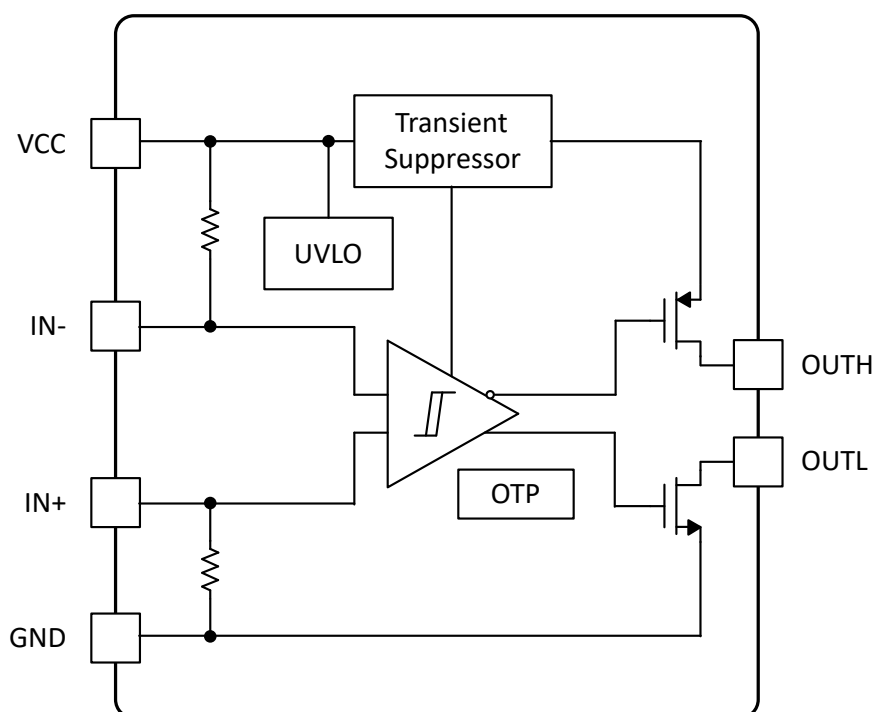 VCC
Transient
Suppressor
UVLO
IN-
OUTH
OUTL
IN+
OTP
GND